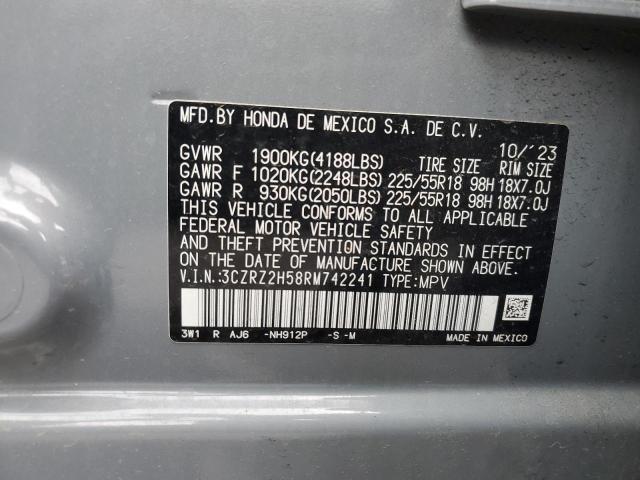 MFD. BY HONDA DE MEXICO S.A. DE C.V. 10/'23
GVWR 1900KG(4188LBS) TIRE SIZE RIM SIZE
GAWR F 1020KG(2248LBS) 225/55R18 98H 18X7.0J
GAWR R 930KG(2050LBS) 225/55R18 98H 18X7.0J
THIS VEHICLE CONFORMS TO ALL APPLICABLE
FEDERAL MOTOR VEHICLE SAFETY
AND THEFT PREVENTION STANDARDS IN EFFECT
ON THE DATE OF MANUFACTURE SHOWN ABOVE.
V.I.N.:3CZRZ2H58RM742241 TYPE:MPV
3W1 R AJ6 -NH912P -S -M MADE IN MEXICO